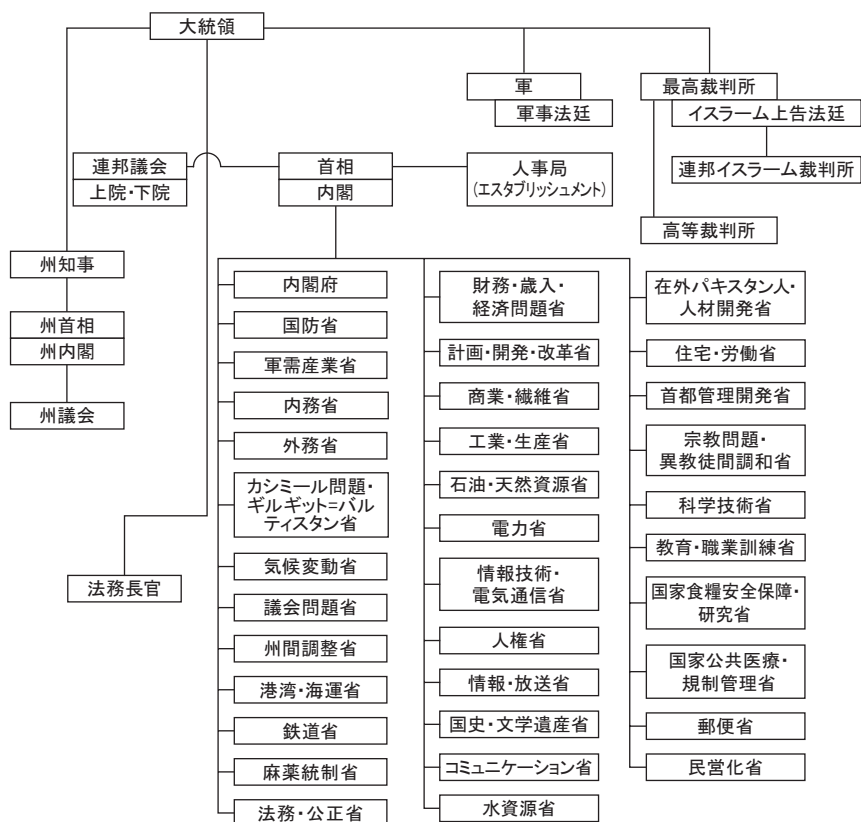 大統領
軍
軍事法廷
最高裁判所
イスラーム上告法廷
連邦イスラーム裁判所
高等裁判所
連邦議会
上院・下院
首相
内閣
人事局
(エスタブリッシュメント)
州知事
州首相
州内閣
州議会
法務長官
内閣府
国防省
軍需産業省
内務省
外務省
カシミール問題・
ギルギット=バル
ティスタン省
気候変動省
議会問題省
州間調整省
港湾・海運省
鉄道省
麻薬統制省
法務・公正省
財務・歳入・
経済問題省
計画・開発・改革省
商業・繊維省
工業・生産省
石油・天然資源省
電力省
情報技術・
電気通信省
人権省
情報・放送省
国史・文学遺産省
コミュニケーション省
水資源省
在外パキスタン人・
人材開発省
住宅・労働省
首都管理開発省
宗教問題・
異教徒間調和省
科学技術省
教育・職業訓練省
国家食糧安全保障・
研究省
国家公共医療・
規制管理省
郵便省
民営化省